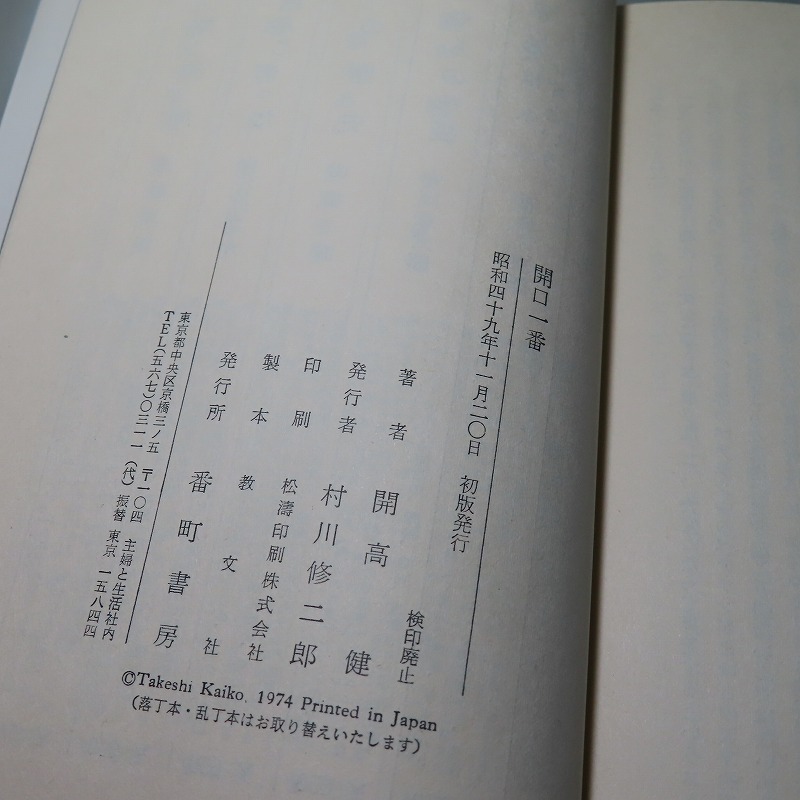 開口一番
昭和四十九年十一月二〇日　初版発行
検印廃止
著者　開高健
発行者　村川修二郎
印刷　松濤印刷株式会社
製本　教文社
発行所　番町書房
東京都中央区京橋三ノ五　〒一〇四　主婦と生活社内
TEL(五六七)〇三一一(代)　振替　東京　一五八四四
©Takeshi Kaiko. 1974 Printed in Japan
(落丁本・乱丁本はお取り替えいたします)